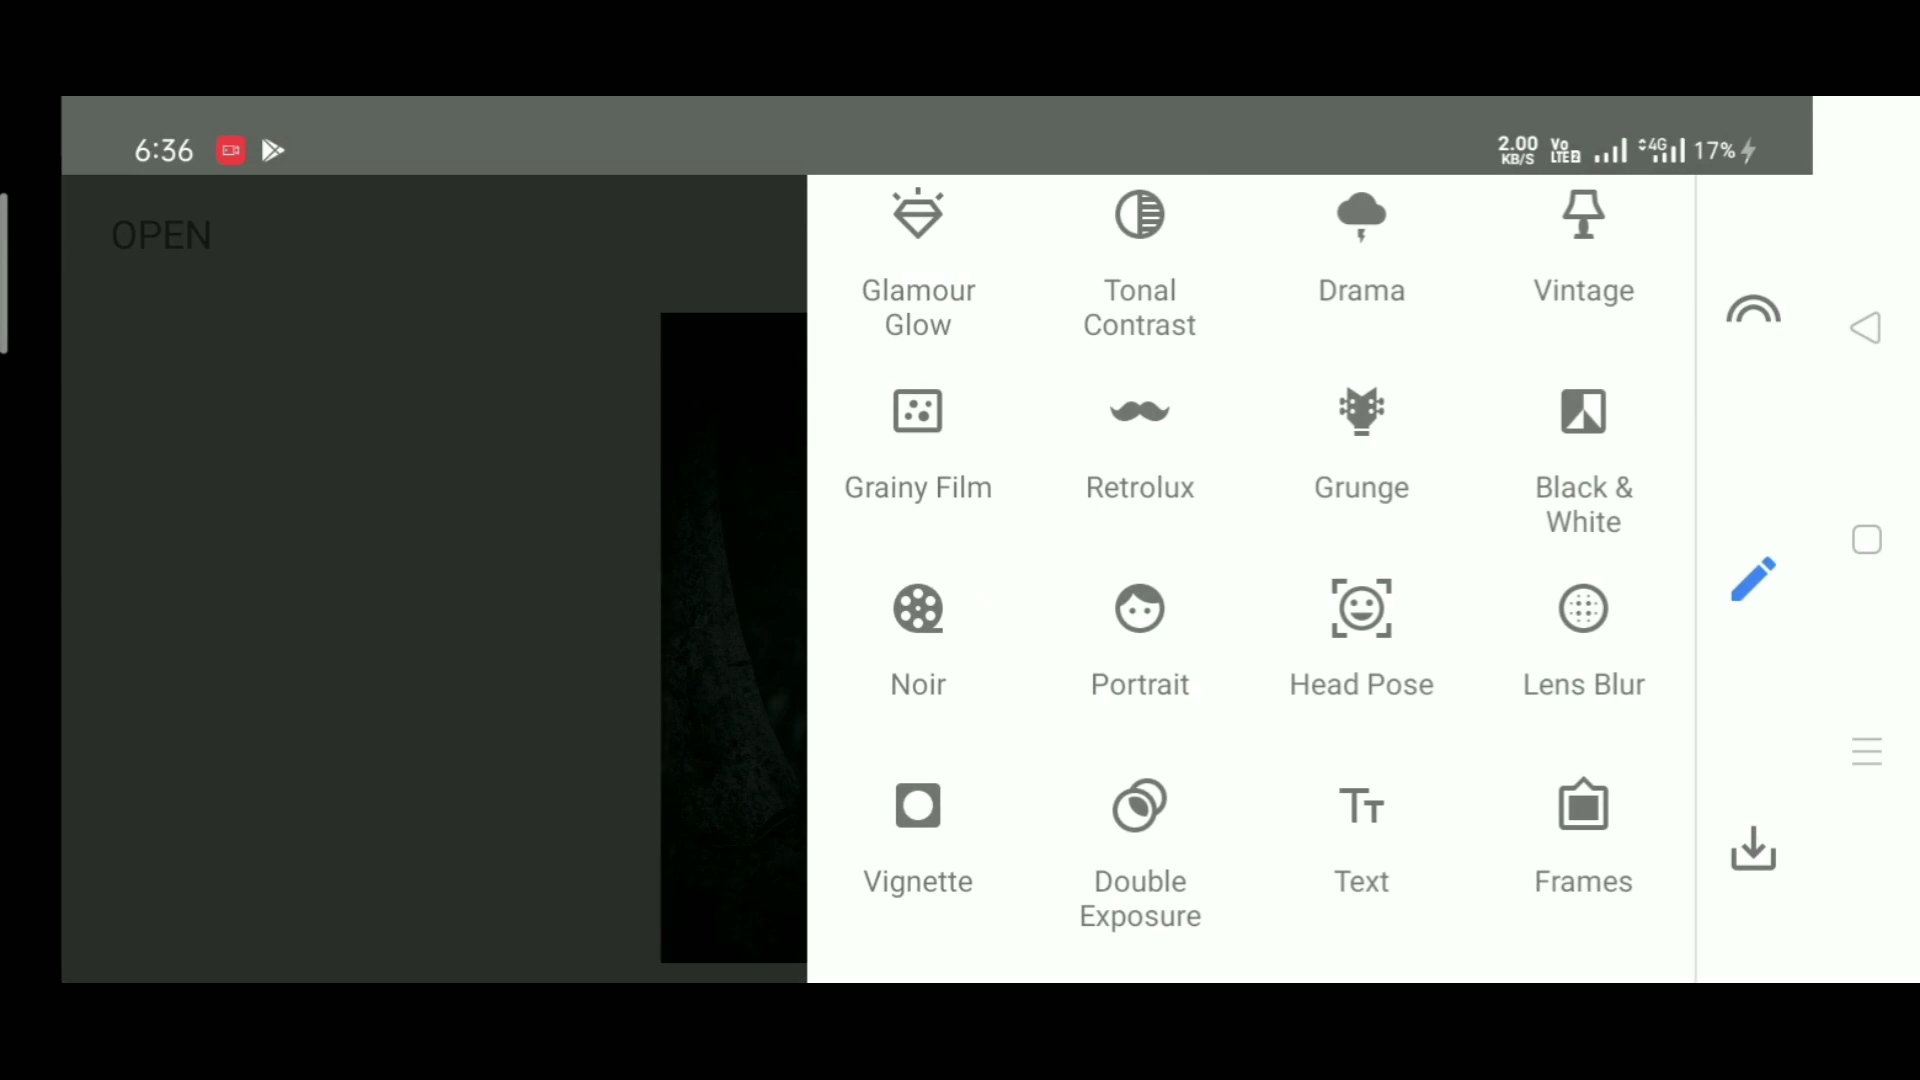 6:36
2.00 KB/S Vo LTE 2 4G 17%
OPEN
Glamour Glow
Tonal Contrast
Drama
Vintage
Grainy Film
Retrolux
Grunge
Black & White
Noir
Portrait
Head Pose
Lens Blur
Vignette
Double Exposure
Text
Frames